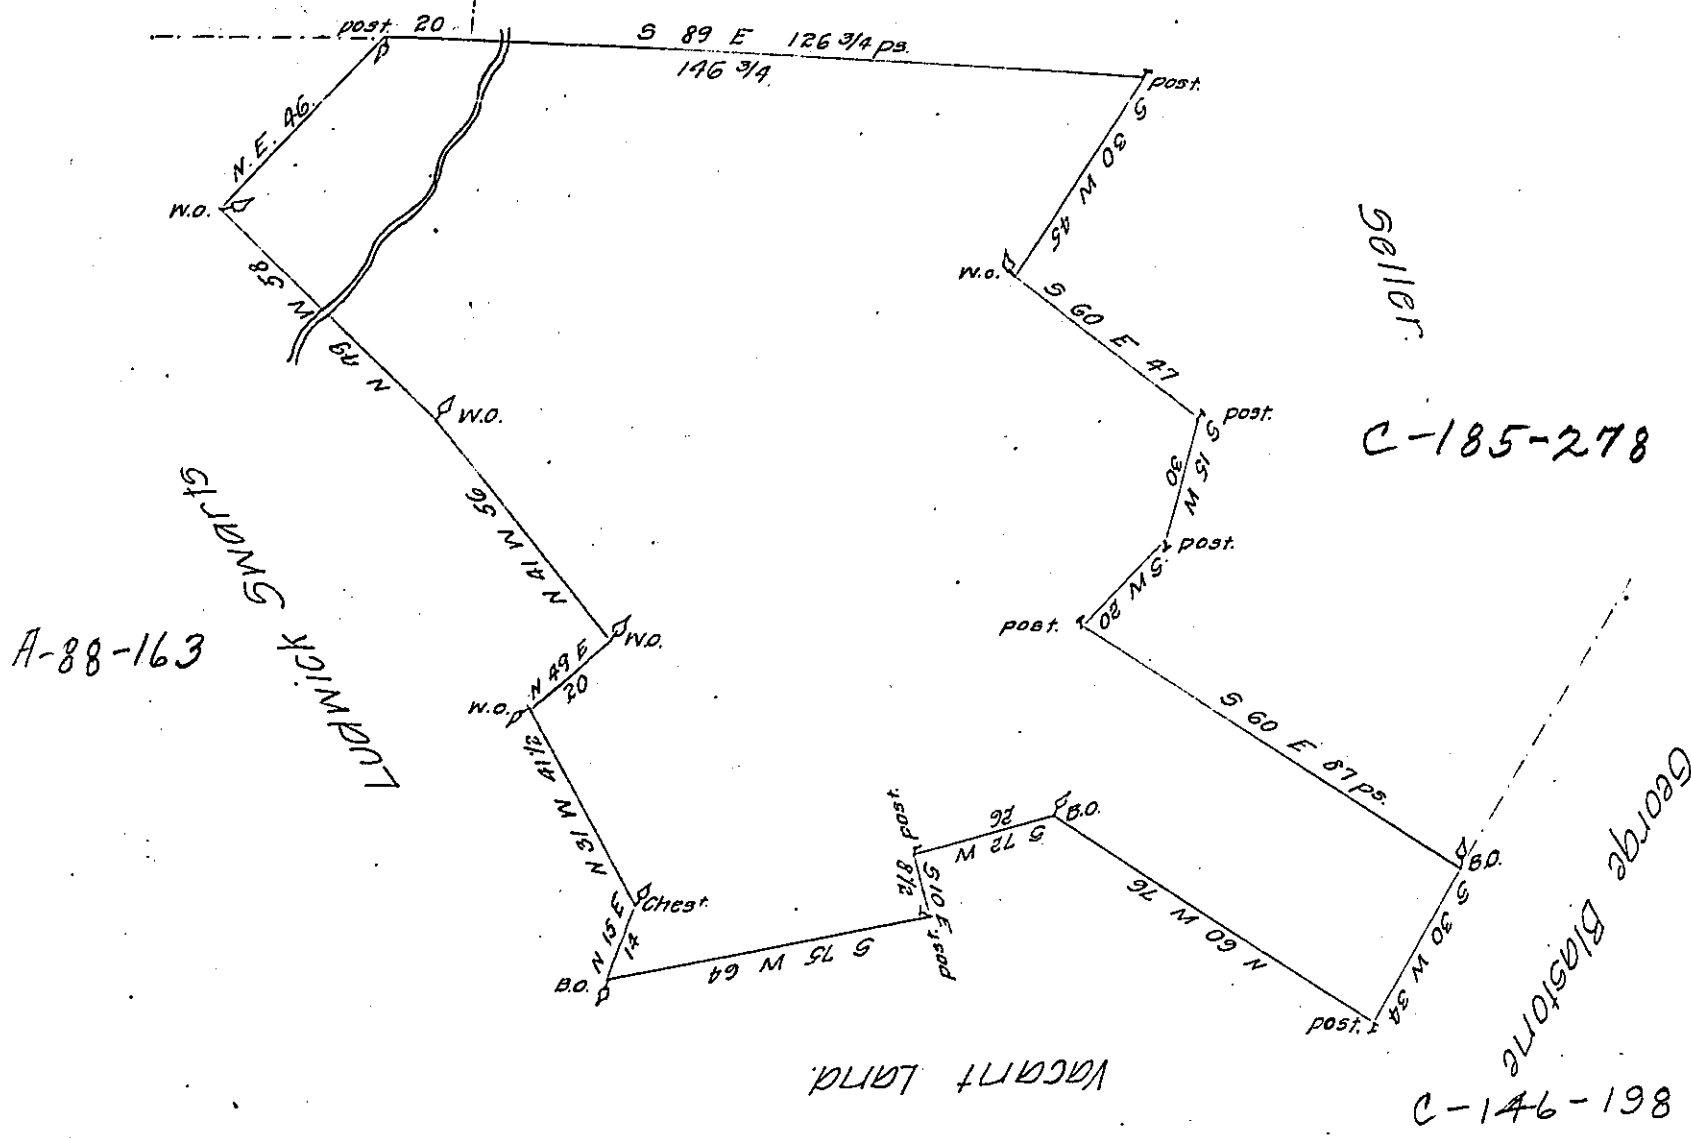 post. 20
S 89 E 126 3/4 ps.
146 3/4
post.
N.E. 46.
W.O.
S 30 W 45
W.O.
S 60 E 47
Seller
post.
C-185-278
S 15 W
30
post.
S W 20
post.
N 49 W 58
W.O.
N 41 W 56
W.O.
N 49 E
20
W.O.
Ludwick Swarts
A-88-163
N 31 W 41 1/2
Chest.
N 15 E
14
B.O.
S 75 W 64
post.
S 10 E
8 1/2
post.
S 72 W
26
B.O.
N 60 W 76
S 60 E 87 ps.
B.O.
S 30 W 34
post.
George Blastorne
C-146-198
Vacant Land